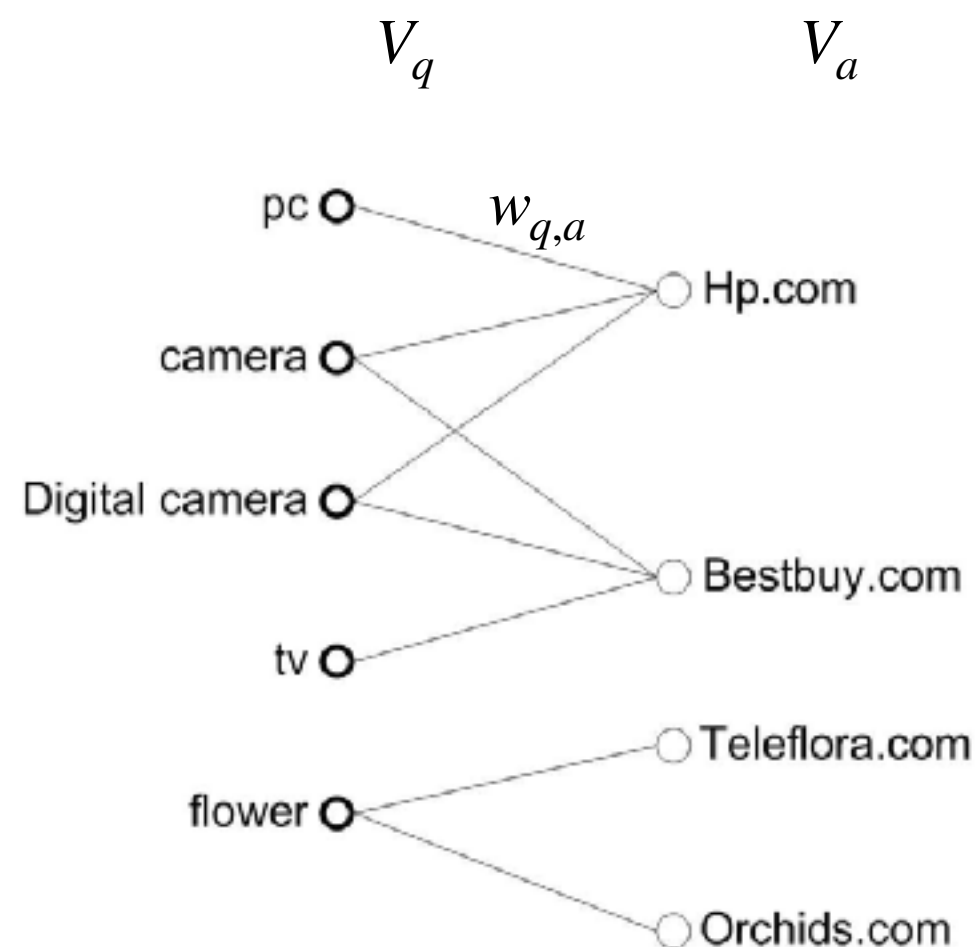 V_q
V_a
pc
w_{q,a}
Hp.com
camera
Digital camera
Bestbuy.com
tv
Teleflora.com
flower
Orchids.com